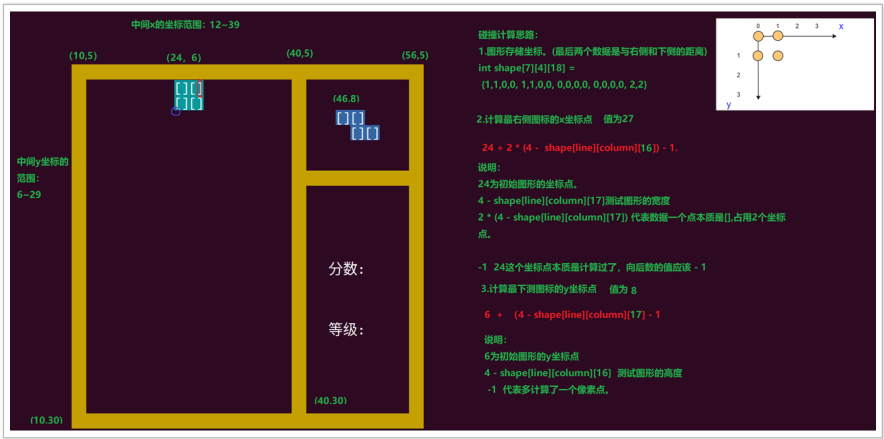 中间x的坐标范围：12~39
(10,5)
(24，6)
(40,5)
(56,5)
[][]
[][]
(46.8)
[][]
[][]
中间y坐标的
范围：
6~29
分数：
等级：
(40.30)
(10.30)
碰撞计算思路：
1.图形存储坐标。(最后两个数据是与右侧和下侧的距离)
int shape[7][4][18] =
{1,1,0,0, 1,1,0,0, 0,0,0,0, 0,0,0,0, 2,2}
0 1 2 3 x
1
2
3
y
2.计算最右侧图标的x坐标点 值为27
24 + 2 * (4 - shape[line][column][16]) - 1.
说明：
24为初始图形的坐标点。
4 - shape[line][column][17]测试图形的宽度
2 * (4 - shape[line][column][17]) 代表数据一个点本质是[],占用2个坐标
点。
-1 24这个坐标点本质是计算过了，向后数的值应该 - 1
3.计算最下测图标的y坐标点 值为 8
6 + (4 - shape[line][column][17] - 1
说明：
6为初始图形的y坐标点
4 - shape[line][column][16] 测试图形的高度
-1 代表多计算了一个像素点。